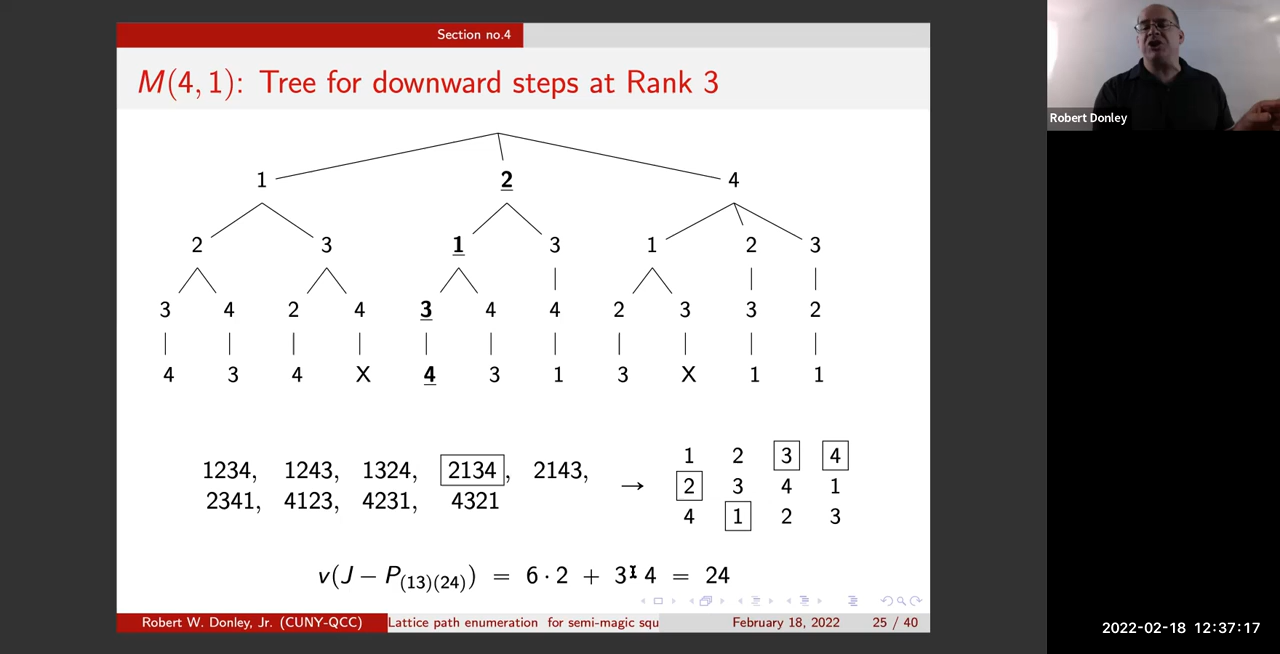 Section no.4
M(4, 1): Tree for downward steps at Rank 3
1 2 4
2 3 1 3 1 2 3
3 4 2 4 3 4 4 2 3 3 2
4 3 4 X 4 3 1 3 X 1 1
1234, 1243, 1324, 2134, 2143,
2341, 4123, 4231, 4321
→
1 2 3 4
2 3 4 1
4 1 2 3
v(J − P(13)(24)) = 6 · 2 + 3 · 4 = 24
Robert W. Donley, Jr. (CUNY-QCC) Lattice path enumeration for semi-magic squ February 18, 2022 25 / 40
Robert Donley
2022-02-18 12:37:17